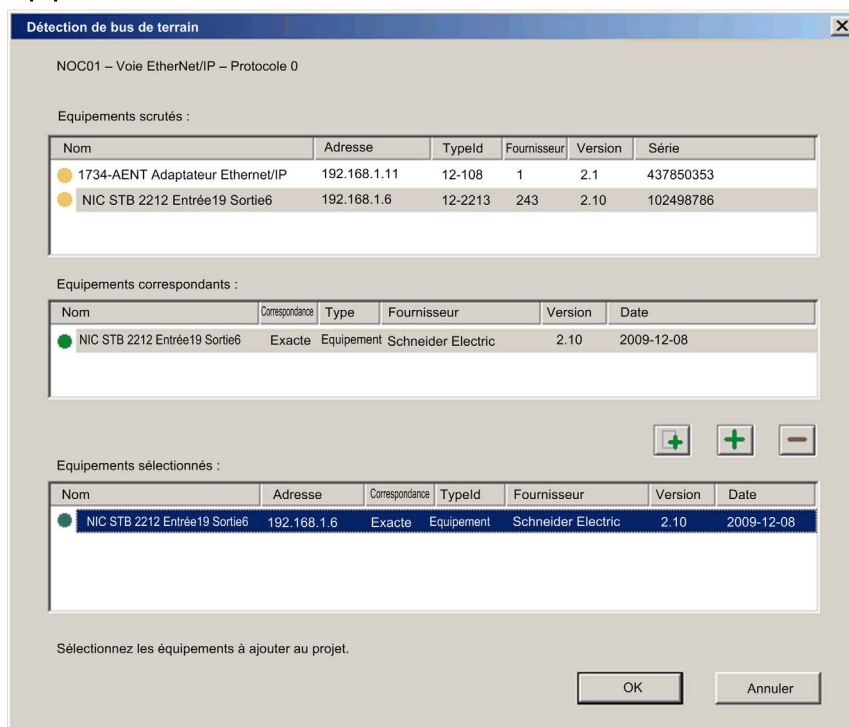 Détection de bus de terrain
NOC01 – Voie EtherNet/IP – Protocole 0
Equipements scrutés :
Nom Adresse TypeId Fournisseur Version Série
1734-AENT Adaptateur Ethernet/IP 192.168.1.11 12-108 1 2.1 437850353
NIC STB 2212 Entrée19 Sortie6 192.168.1.6 12-2213 243 2.10 102498786
Equipements correspondants :
Nom Correspondance Type Fournisseur Version Date
NIC STB 2212 Entrée19 Sortie6 Exacte Equipement Schneider Electric 2.10 2009-12-08
Equipements sélectionnés :
Nom Adresse Correspondance TypeId Fournisseur Version Date
NIC STB 2212 Entrée19 Sortie6 192.168.1.6 Exacte Equipement Schneider Electric 2.10 2009-12-08
Sélectionnez les équipements à ajouter au projet.
OK Annuler